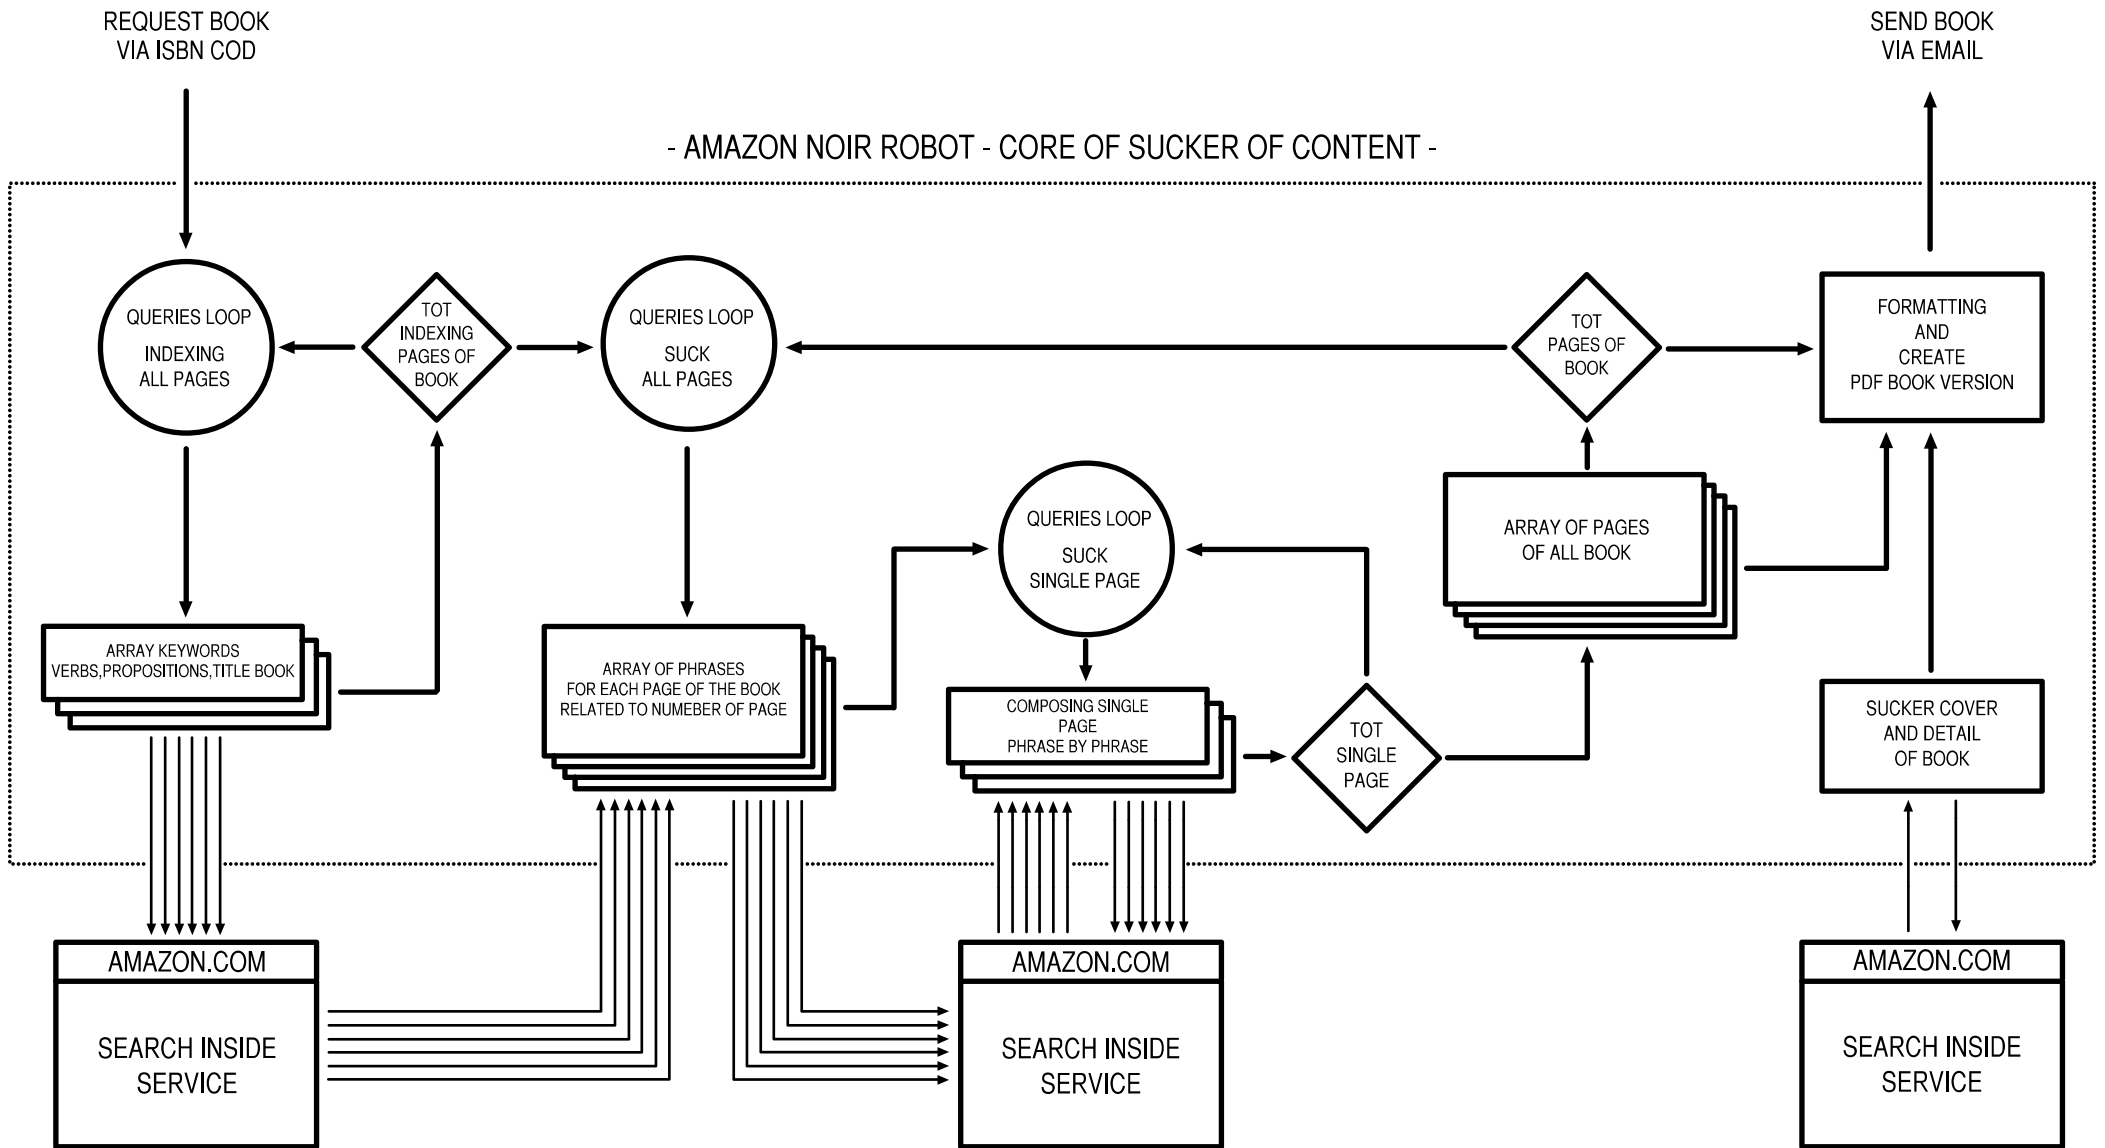 REQUEST BOOK
VIA ISBN COD
SEND BOOK
VIA EMAIL
- AMAZON NOIR ROBOT - CORE OF SUCKER OF CONTENT -
QUERIES LOOP
INDEXING
ALL PAGES
TOT
INDEXING
PAGES OF
BOOK
QUERIES LOOP
SUCK
ALL PAGES
TOT
PAGES OF
BOOK
FORMATTING
AND
CREATE
PDF BOOK VERSION
QUERIES LOOP
SUCK
SINGLE PAGE
ARRAY OF PAGES
OF ALL BOOK
ARRAY KEYWORDS
VERBS,PROPOSITIONS,TITLE BOOK
ARRAY OF PHRASES
FOR EACH PAGE OF THE BOOK
RELATED TO NUMEBER OF PAGE
COMPOSING SINGLE
PAGE
PHRASE BY PHRASE
TOT
SINGLE
PAGE
SUCKER COVER
AND DETAIL
OF BOOK
AMAZON.COM
SEARCH INSIDE
SERVICE
AMAZON.COM
SEARCH INSIDE
SERVICE
AMAZON.COM
SEARCH INSIDE
SERVICE